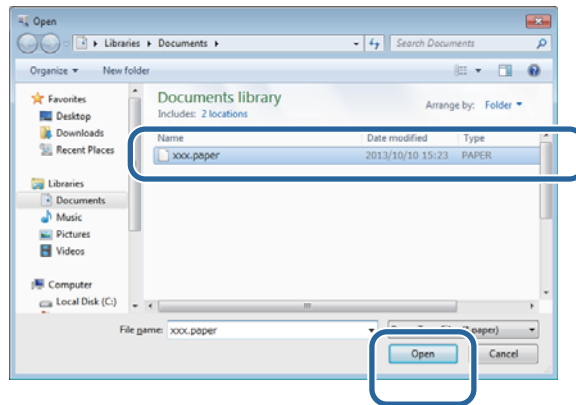 Open
Libraries ▸ Documents ▸
Search Documents
Organize ▾ New folder
Favorites
Desktop
Downloads
Recent Places
Libraries
Documents
Music
Pictures
Videos
Computer
Local Disk (C:)
Documents library
Includes: 2 locations
Arrange by: Folder ▾
Name Date modified Type
xxx.paper 2013/10/10 15:23 PAPER
File name: xxx.paper
Open Cancel